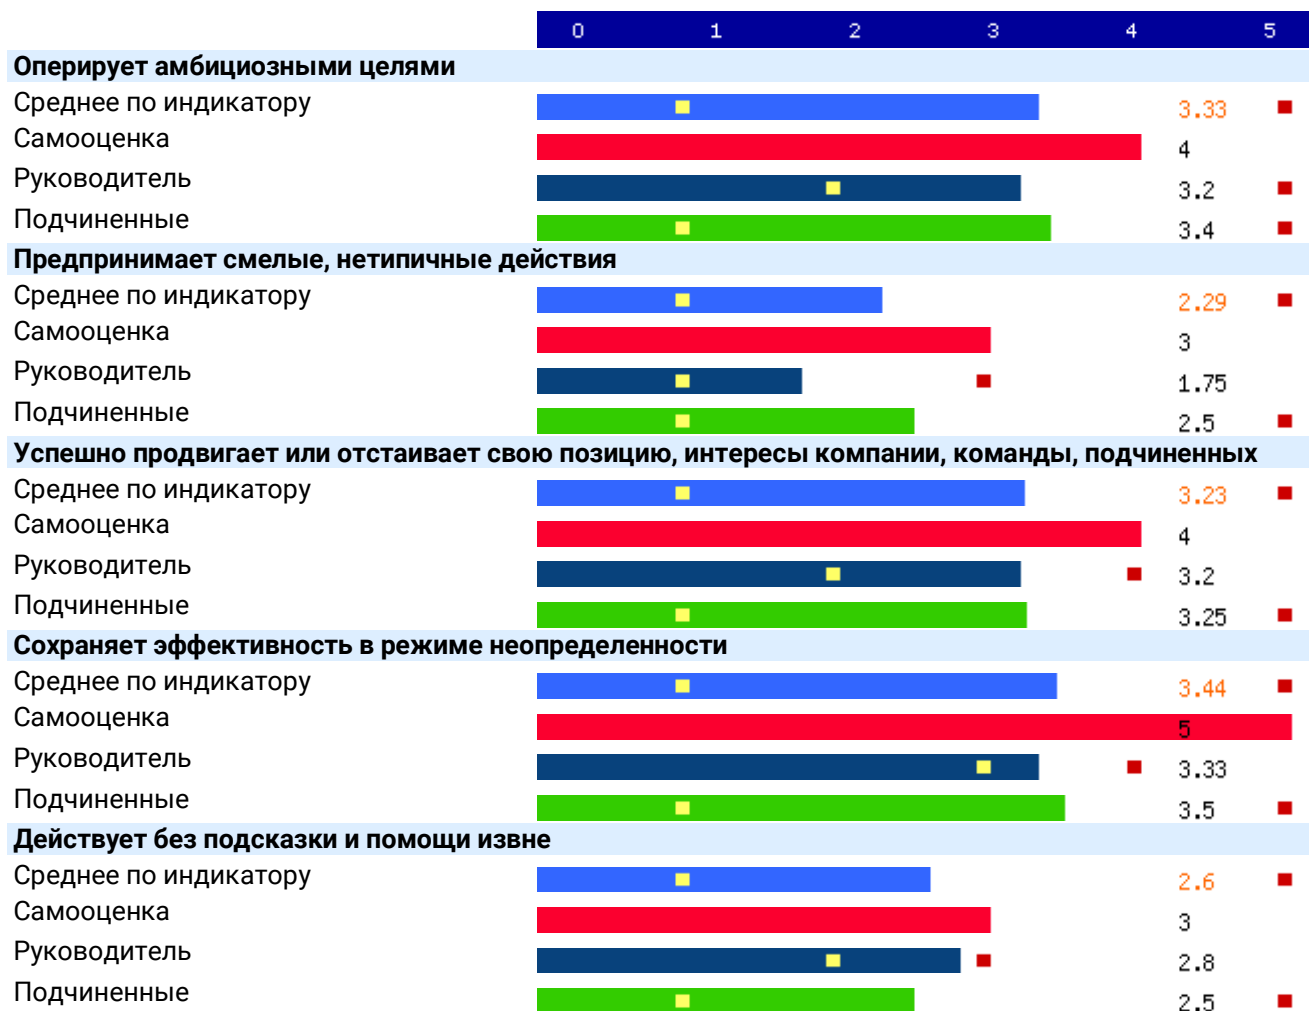 0 1 2 3 4 5
Оперирует амбициозными целями
Среднее по индикатору 3.33
Самооценка 4
Руководитель 3.2
Подчиненные 3.4
Предпринимает смелые, нетипичные действия
Среднее по индикатору 2.29
Самооценка 3
Руководитель 1.75
Подчиненные 2.5
Успешно продвигает или отстаивает свою позицию, интересы компании, команды, подчиненных
Среднее по индикатору 3.23
Самооценка 4
Руководитель 3.2
Подчиненные 3.25
Сохраняет эффективность в режиме неопределенности
Среднее по индикатору 3.44
Самооценка 5
Руководитель 3.33
Подчиненные 3.5
Действует без подсказки и помощи извне
Среднее по индикатору 2.6
Самооценка 3
Руководитель 2.8
Подчиненные 2.5